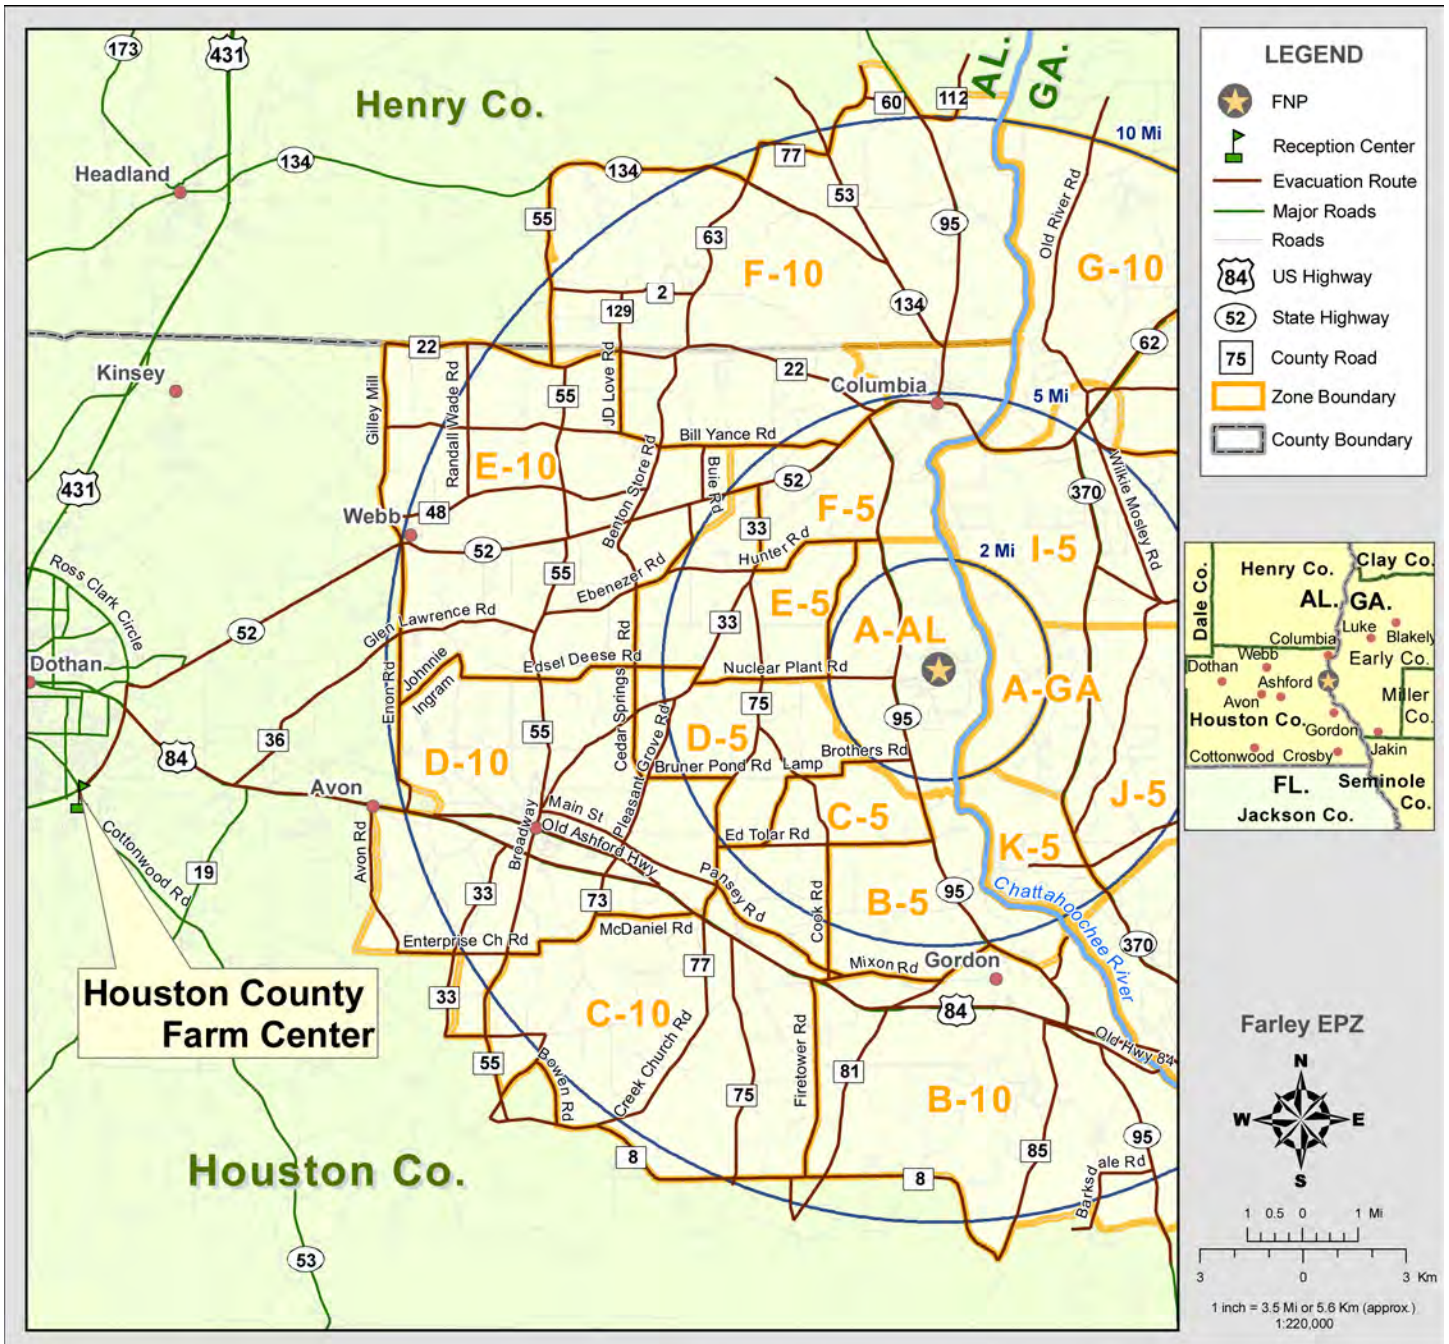 173
431
Henry Co.
AL.
GA.
60
112
10 Mi
77
134
Headland
134
53
Old River Rd
55
95
63
G-10
F-10
2
129
134
62
22
JD Love Rd
Kinsey
Gilley Mill
Randall Wade Rd
22
Columbia
55
5 Mi
Bill Yance Rd
E-10
Benton Store Rd
Buie Rd
52
Wilkie Mosley Rd
431
370
48
F-5
Webb
33
52
Hunter Rd
I-5
2 Mi
Ross Clark Circle
55
Ebenezer Rd
E-5
Glen Lawrence Rd
52
33
A-AL
Dothan
Johnnie
Ingram
Edsel Deese Rd
Cedar Springs Rd
Nuclear Plant Rd
A-GA
Enon Rd
75
95
36
84
55
D-5
Brothers Rd
D-10
Pleasant Grove Rd
Bruner Pond Rd
Lamp
Avon
J-5
Main St
C-5
Broadway
Old Ashford Hwy
Ed Tolar Rd
K-5
Cottonwood Rd
Avon Rd
19
33
Pansey Rd
73
Cook Rd
B-5
95
Chattahoochee River
McDaniel Rd
Enterprise Ch Rd
370
77
Mixon Rd
Gordon
Houston County
Farm Center
33
C-10
84
Old Hwy 84
55
Bowen Rd
Creek Church Rd
Firetower Rd
81
75
B-10
95
85
Houston Co.
8
8
Barksd
ale Rd
53
LEGEND
FNP
Reception Center
Evacuation Route
Major Roads
Roads
84
US Highway
52
State Highway
75
County Road
Zone Boundary
County Boundary
Dale Co.
Henry Co.
Clay Co.
AL.
GA.
Luke
Columbia
Blakely
Webb
Early Co.
Dothan
Ashford
Avon
Miller
Co.
Houston Co.
Gordon
Jakin
Cottonwood
Crosby
FL.
Seminole
Co.
Jackson Co.
Farley EPZ
N
W
E
S
1 0.5 0 1 Mi
3 0 3 Km
1 inch = 3.5 Mi or 5.6 Km (approx.)
1:220,000